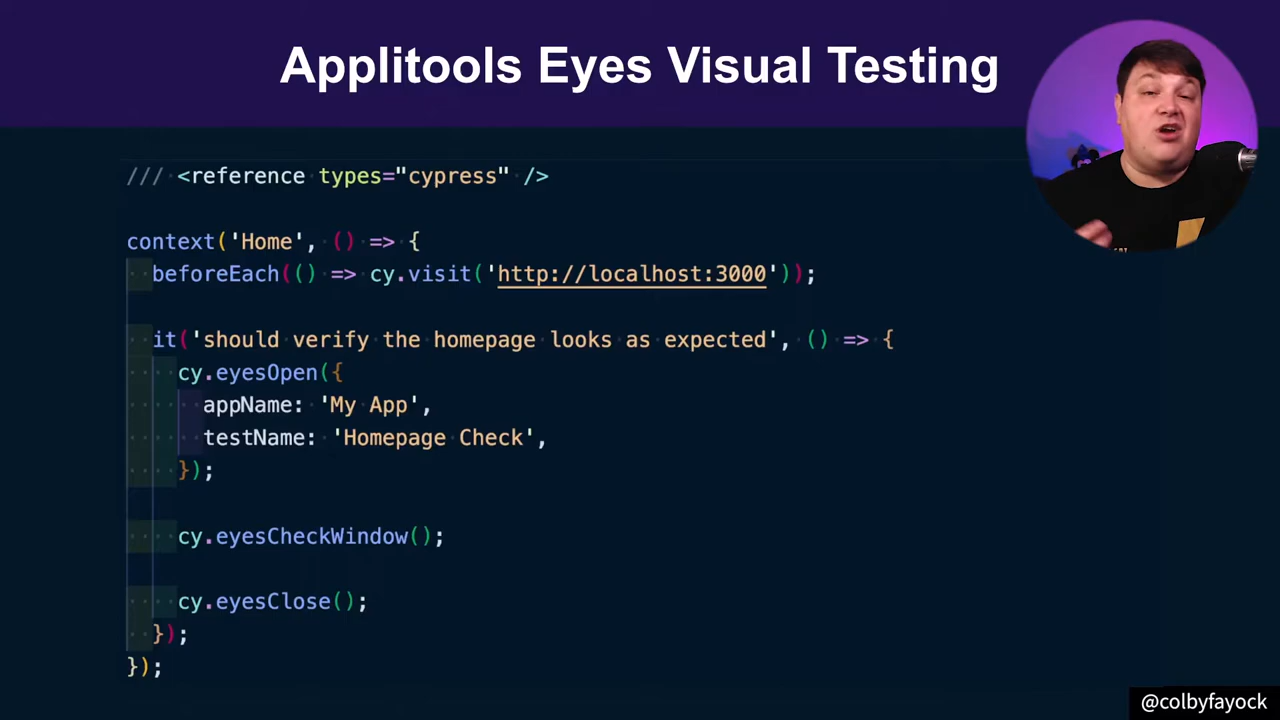 Applitools Eyes Visual Testing
/// <reference types="cypress" />
context('Home', () => {
beforeEach(() => cy.visit('http://localhost:3000'));
it('should verify the homepage looks as expected', () => {
cy.eyesOpen({
appName: 'My App',
testName: 'Homepage Check',
});
cy.eyesCheckWindow();
cy.eyesClose();
});
});
@colbyfayock